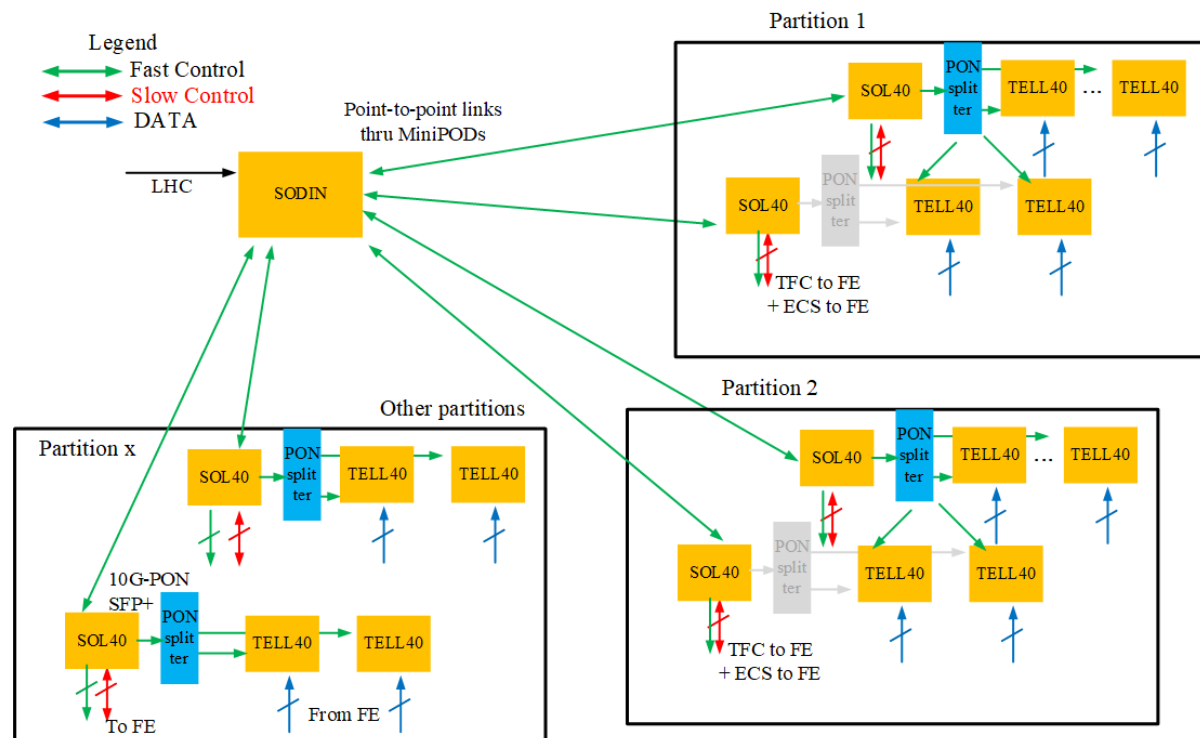 Legend
Fast Control
Slow Control
DATA
Point-to-point links
thru MiniPODs
LHC
SODIN
Partition 1
SOL40
PON
split
ter
TELL40
...
TELL40
SOL40
PON
split
ter
TELL40
TELL40
TFC to FE
+ ECS to FE
Partition 2
SOL40
PON
split
ter
TELL40
...
TELL40
SOL40
PON
split
ter
TELL40
TELL40
TFC to FE
+ ECS to FE
Other partitions
Partition x
SOL40
PON
split
ter
TELL40
TELL40
10G-PON
SFP+
SOL40
PON
split
ter
TELL40
TELL40
To FE
From FE